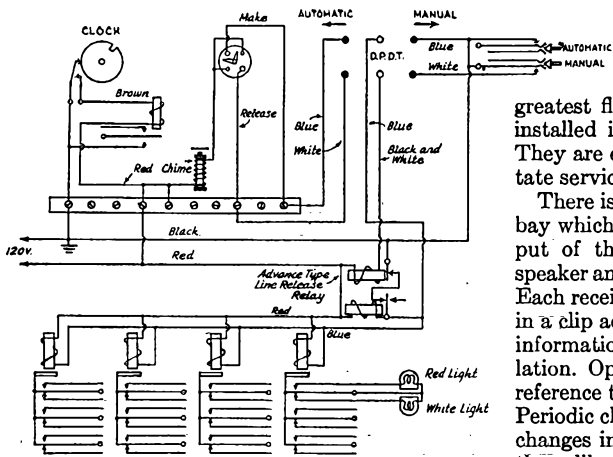 CLOCK
Make
AUTOMATIC
MANUAL
D.P.D.T.
Blue
White
AUTOMATIC
MANUAL
Brown
Release
Blue
White
Blue
Black and
White
Red
Chime
Black
120V.
Red
Advance Type
Line Release
Relay
Red
Blue
Red Light
White Light
greatest fl
installed i
They are e
tate servic
There is
bay which
put of th
speaker an
Each recei
in a clip ac
informatio
lation. Op
reference t
Periodic cl
changes in